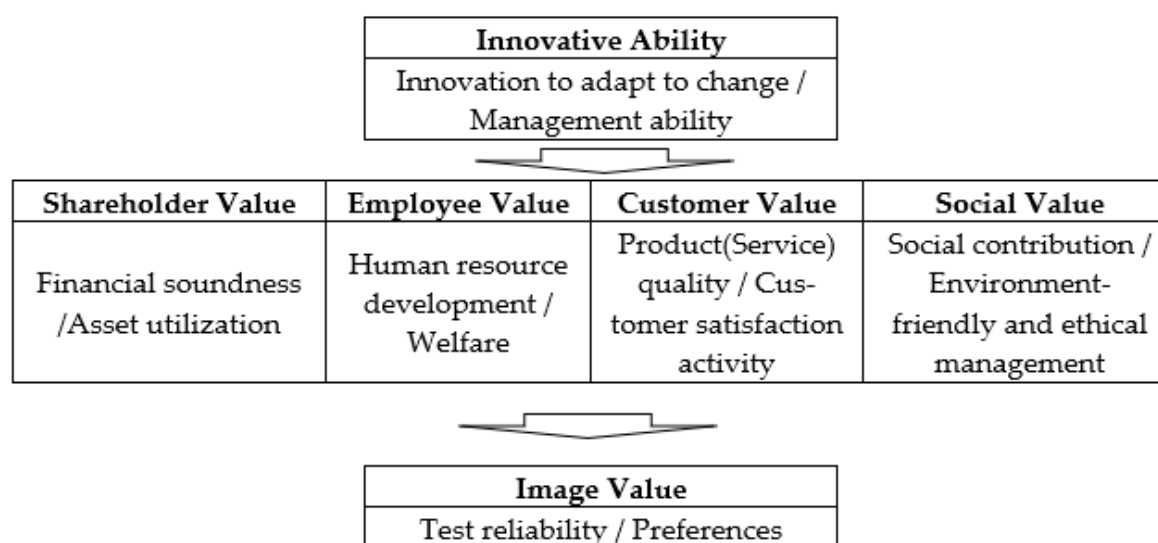 Innovative Ability
Innovation to adapt to change /
Management ability
Shareholder Value
Employee Value
Customer Value
Social Value
Financial soundness
/Asset utilization
Human resource
development /
Welfare
Product(Service)
quality / Cus-
tomer satisfaction
activity
Social contribution /
Environment-
friendly and ethical
management
Image Value
Test reliability / Preferences